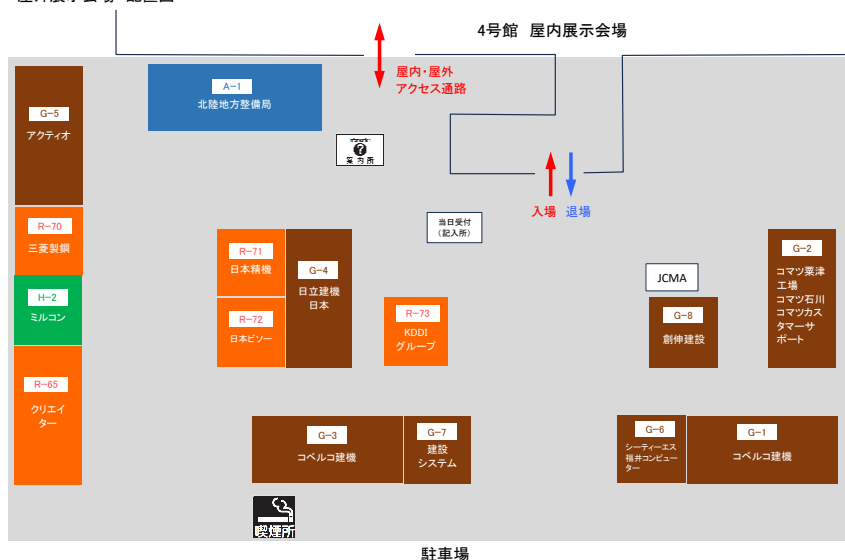 4号館 屋内展示会場
屋内・屋外
アクセス通路
A-1
北陸地方整備局
G-5
アクティオ
?
案内所
入場 退場
当日受付
(記入所)
R-70
三菱製鋼
R-71
日本精機
G-4
日立建機
日本
G-2
コマツ粟津
工場
コマツ石川
コマツカス
タマーサ
ポート
JCMA
H-2
ミルコン
R-72
日本ビソー
R-73
KDDI
グループ
G-8
創伸建設
R-65
クリエイ
ター
G-3
コベルコ建機
G-7
建設
システム
G-6
シーティーエス
福井コンピュー
ター
G-1
コベルコ建機
喫煙所
駐車場